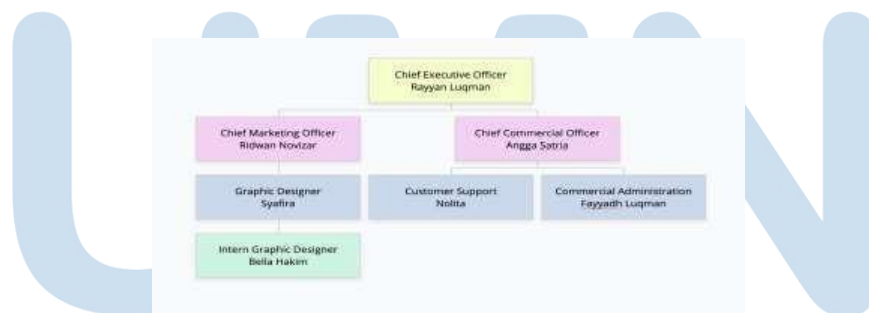 Chief Executive Officer
Rayyan Luqman
Chief Marketing Officer
Ridwan Novizar
Chief Commercial Officer
Angga Satria
Graphic Designer
Syafira
Customer Support
Nolita
Commercial Administration
Fayyadh Luqman
Intern Graphic Designer
Bella Hakim